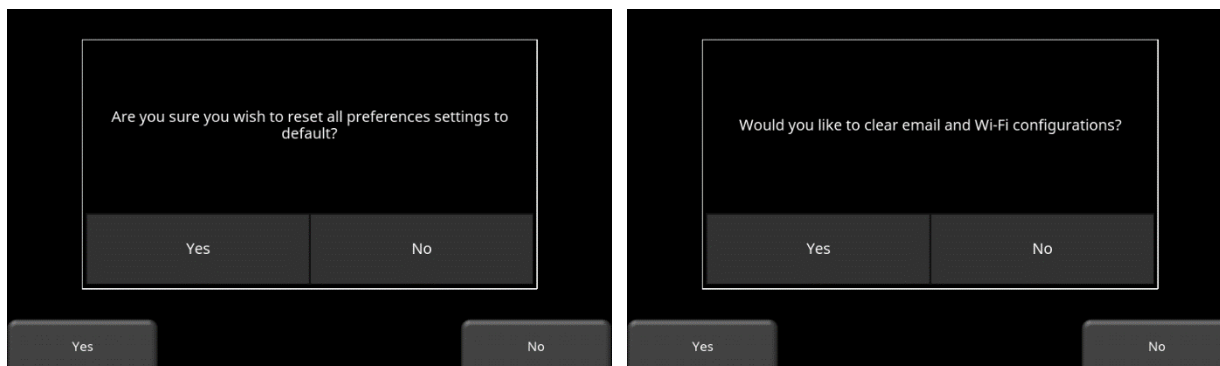 Are you sure you wish to reset all preferences settings to
default?
Yes
No
Yes
No
Would you like to clear email and Wi-Fi configurations?
Yes
No
Yes
No